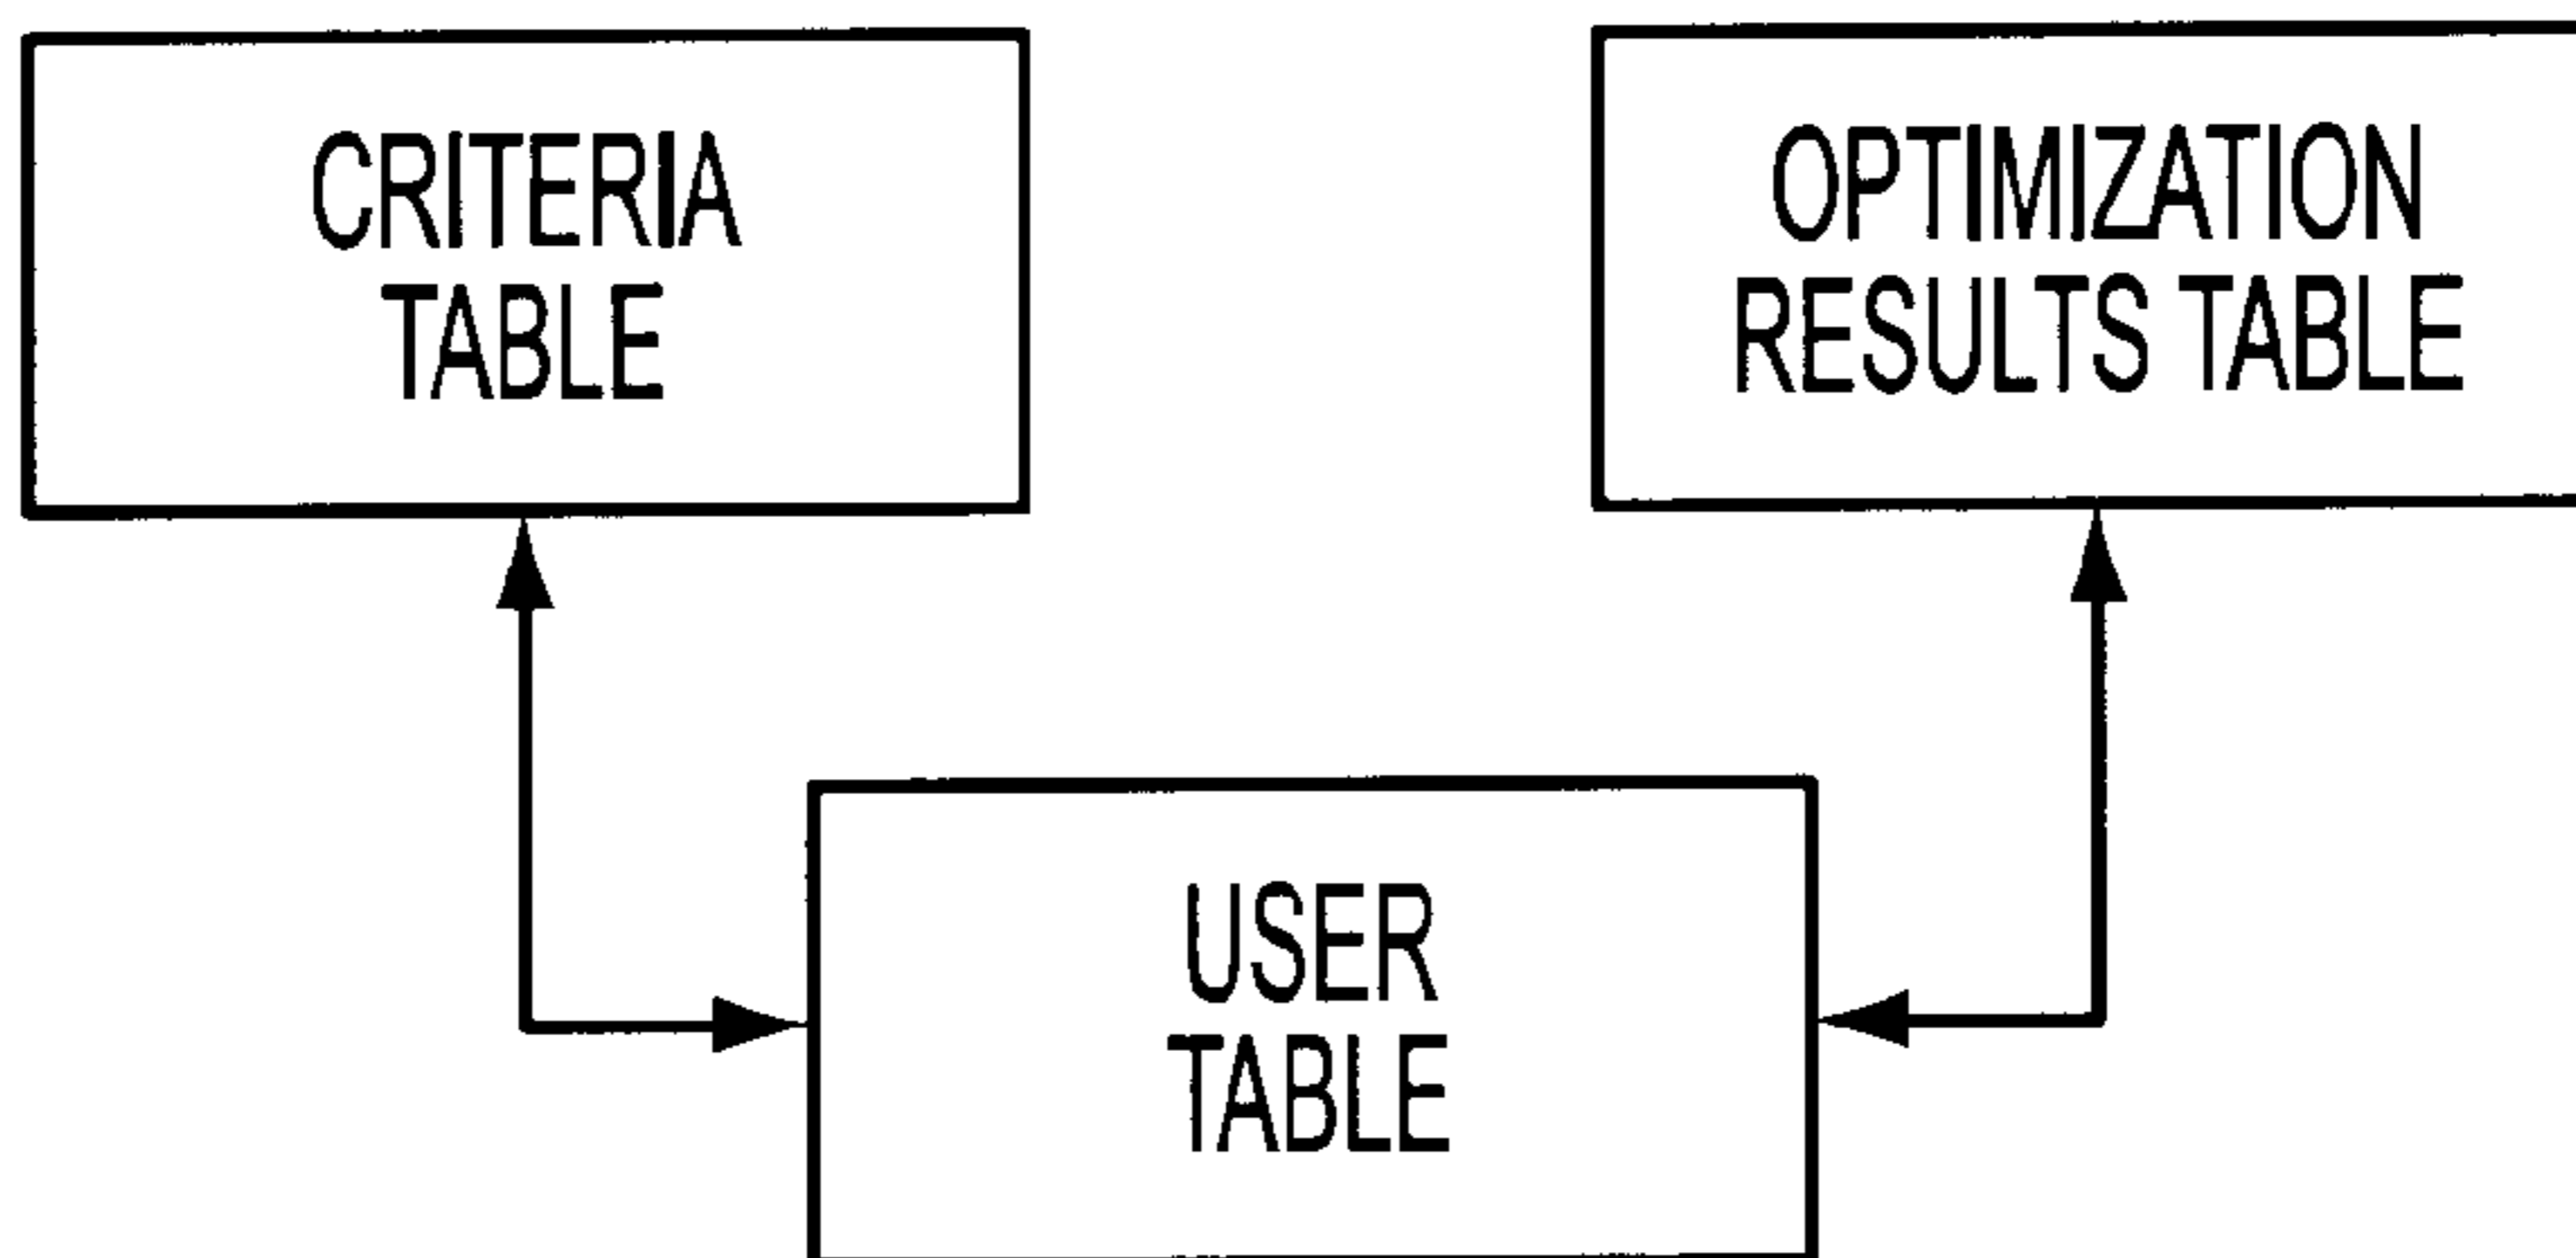 CRITERIA
TABLE
OPTIMIZATION
RESULTS TABLE
USER
TABLE